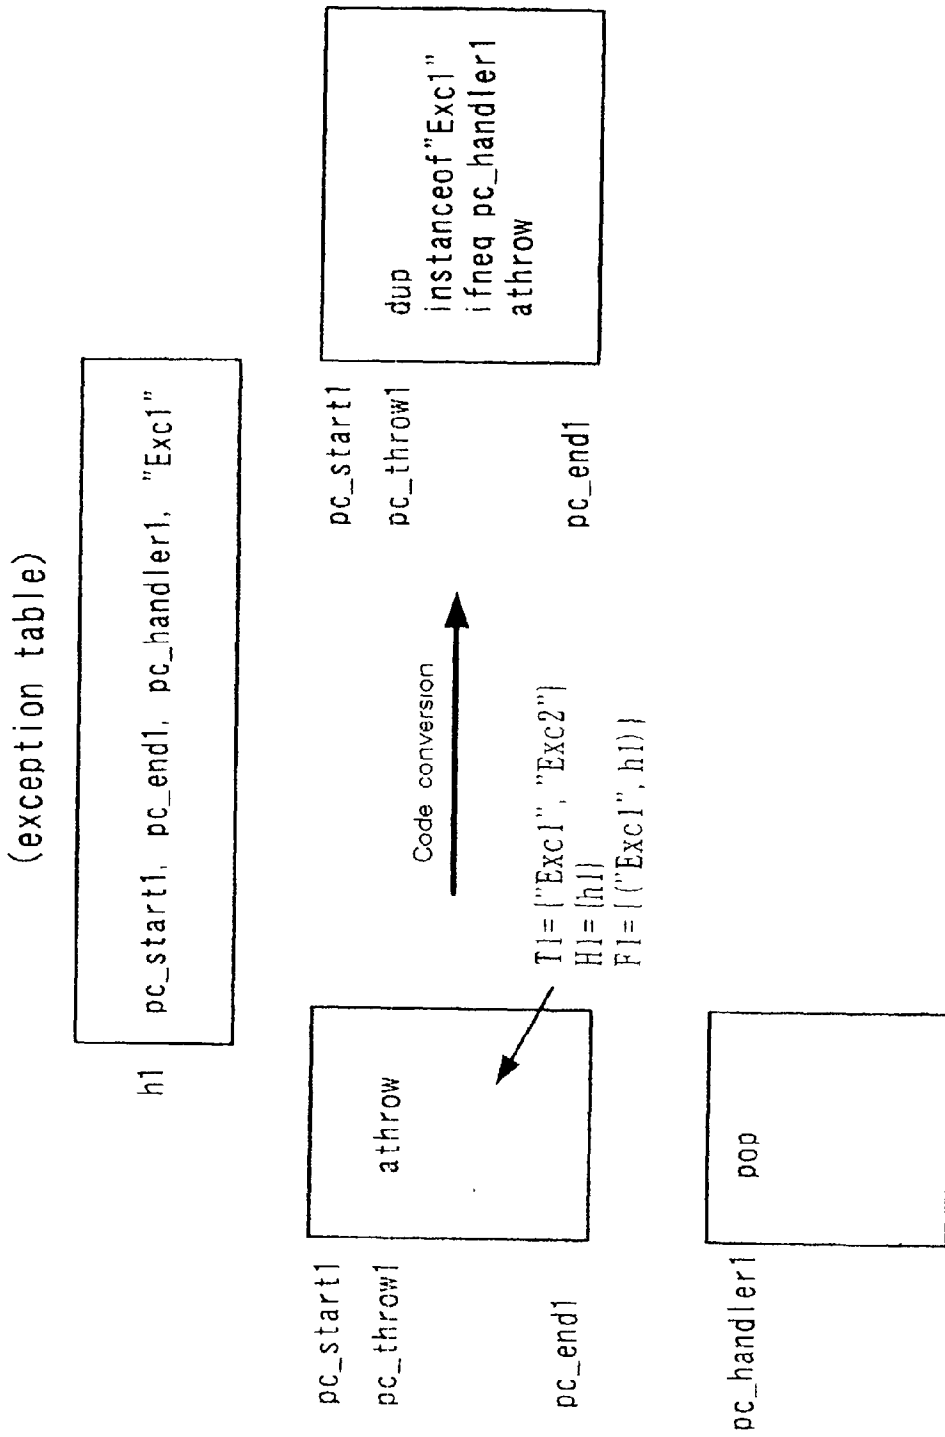 (exception table)
h1
pc_start1, pc_end1, pc_handler1, "Exc1"
pc_start1
pc_throw1
athrow
pc_end1
T1={"Exc1", "Exc2"}
H1={h1}
F1={("Exc1", h1)}
Code conversion
pc_start1
pc_throw1
dup
instanceof"Exc1"
ifneq pc_handler1
athrow
pc_end1
pc_handler1
pop